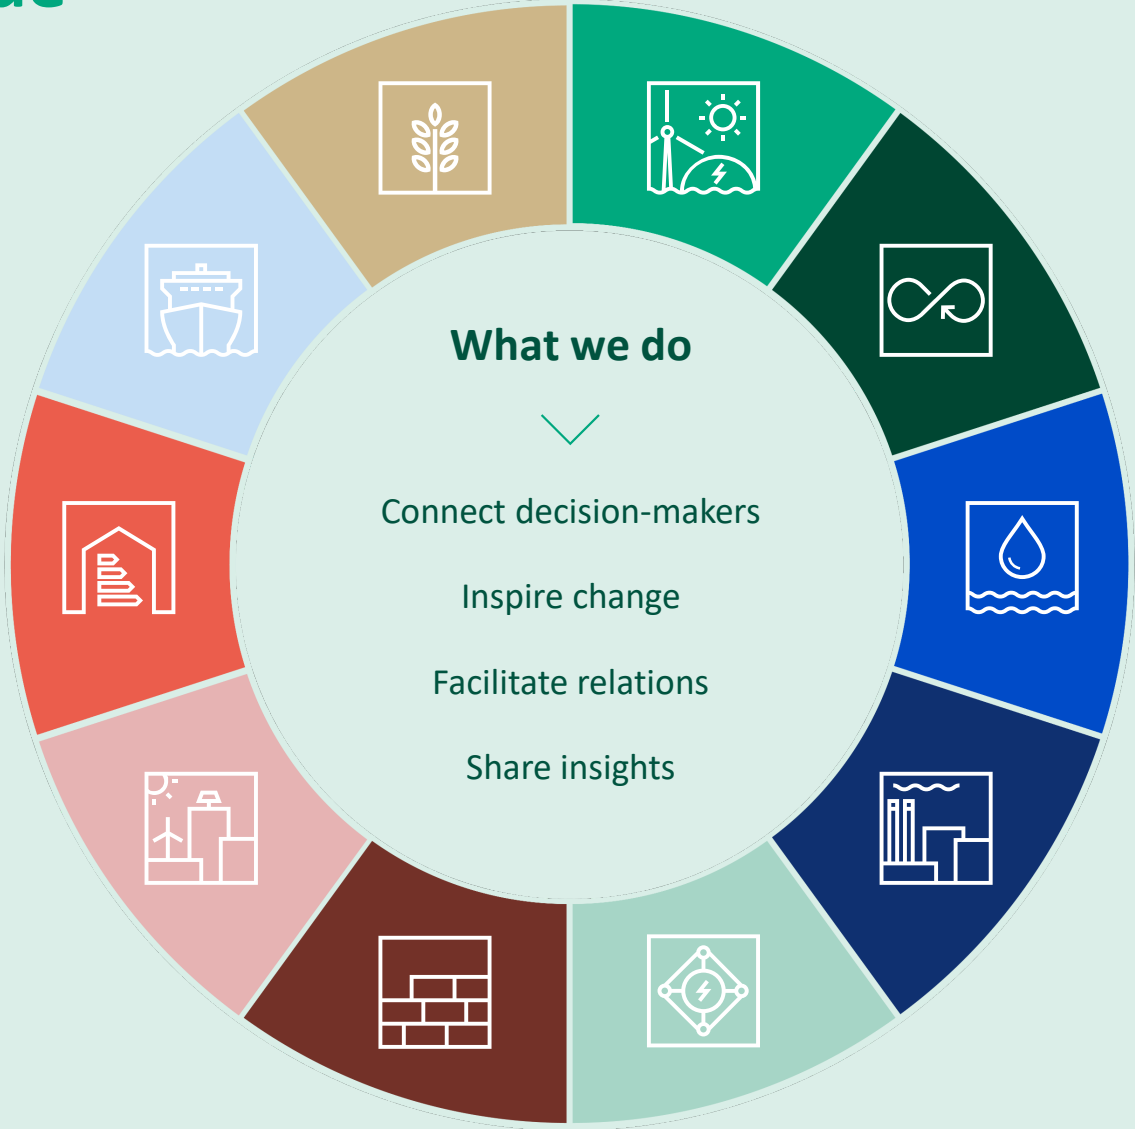 What we do
Connect decision-makers
Inspire change
Facilitate relations
Share insights